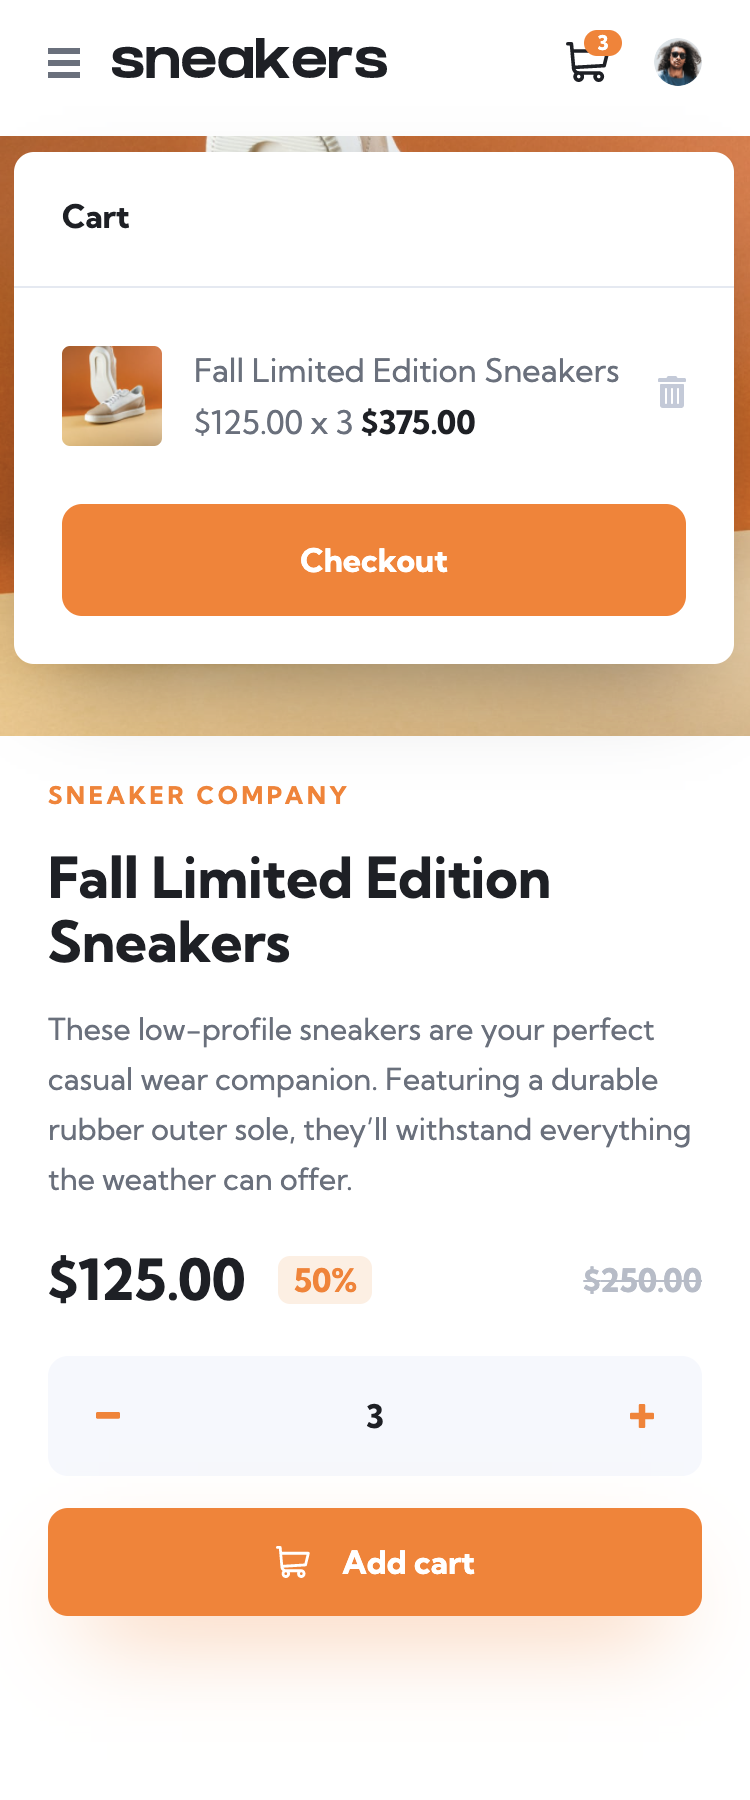 sneakers
3
Cart
Fall Limited Edition Sneakers
$125.00 x 3 $375.00
Checkout
SNEAKER COMPANY
Fall Limited Edition
Sneakers
These low-profile sneakers are your perfect
casual wear companion. Featuring a durable
rubber outer sole, they’ll withstand everything
the weather can offer.
$125.00 50% $250.00
3
Add cart